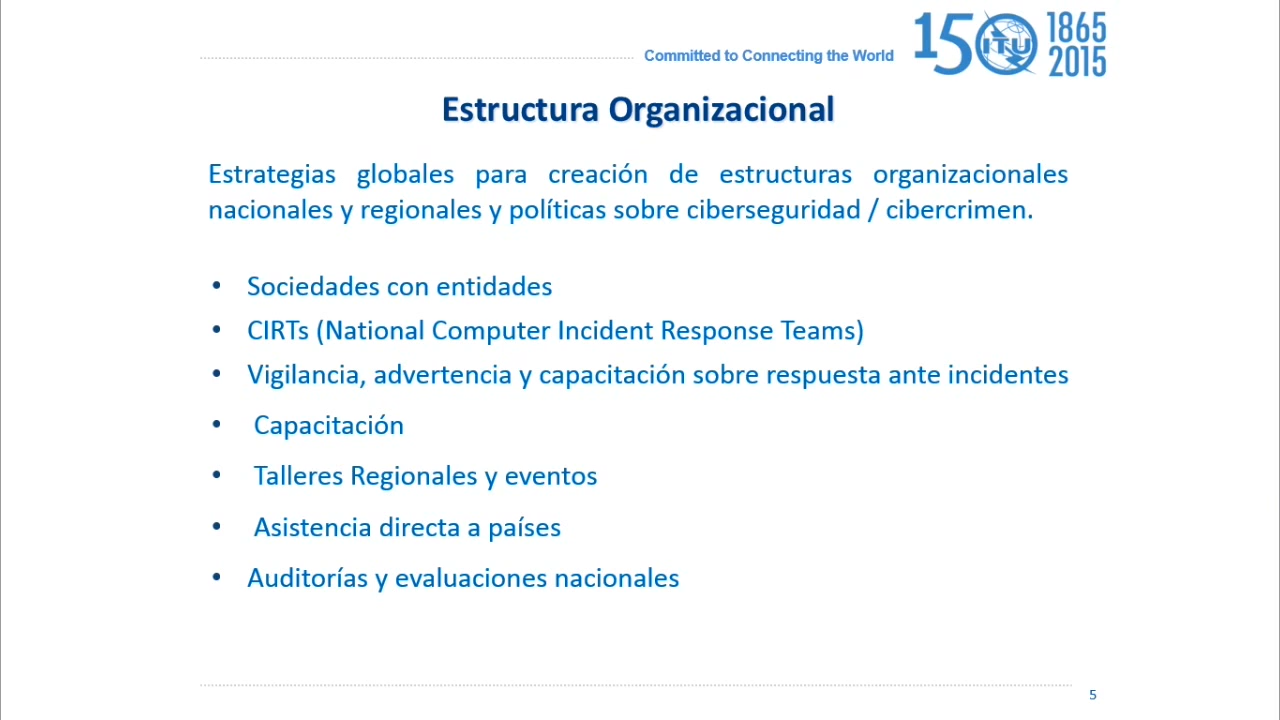 Committed to Connecting the World
150 ITU 1865
2015
Estructura Organizacional
Estrategias globales para creación de estructuras organizacionales
nacionales y regionales y políticas sobre ciberseguridad / cibercrimen.
• Sociedades con entidades
• CIRTs (National Computer Incident Response Teams)
• Vigilancia, advertencia y capacitación sobre respuesta ante incidentes
• Capacitación
• Talleres Regionales y eventos
• Asistencia directa a países
• Auditorías y evaluaciones nacionales
5